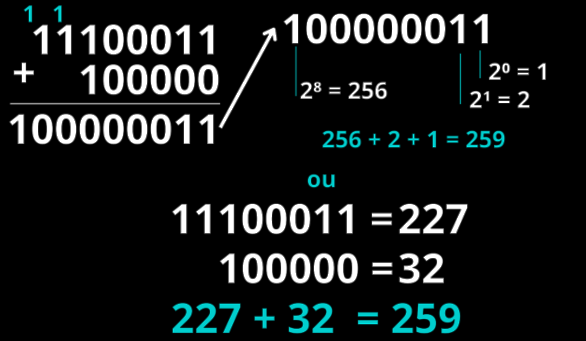 1 1
11100011
+ 100000
100000011
100000011
2⁰ = 1
2⁸ = 256
2¹ = 2
256 + 2 + 1 = 259
ou
11100011 = 227
100000 = 32
227 + 32 = 259